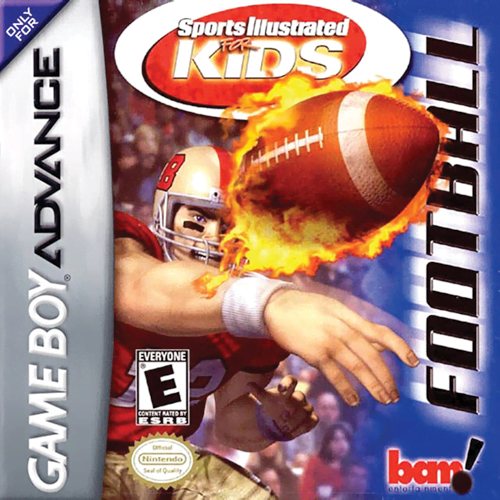 ONLY
FOR
GAME BOY ADVANCE
Sports Illustrated
FOR
KIDS
FOOTBALL
EVERYONE
E
CONTENT RATED BY
ESRB
Official
Nintendo
Seal of Quality
bam!
entertainment